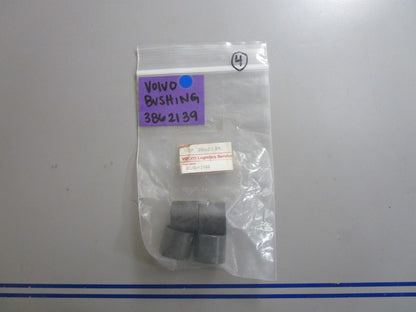 4
VOLVO
BUSHING
3862139
VOLVO Logistics Service